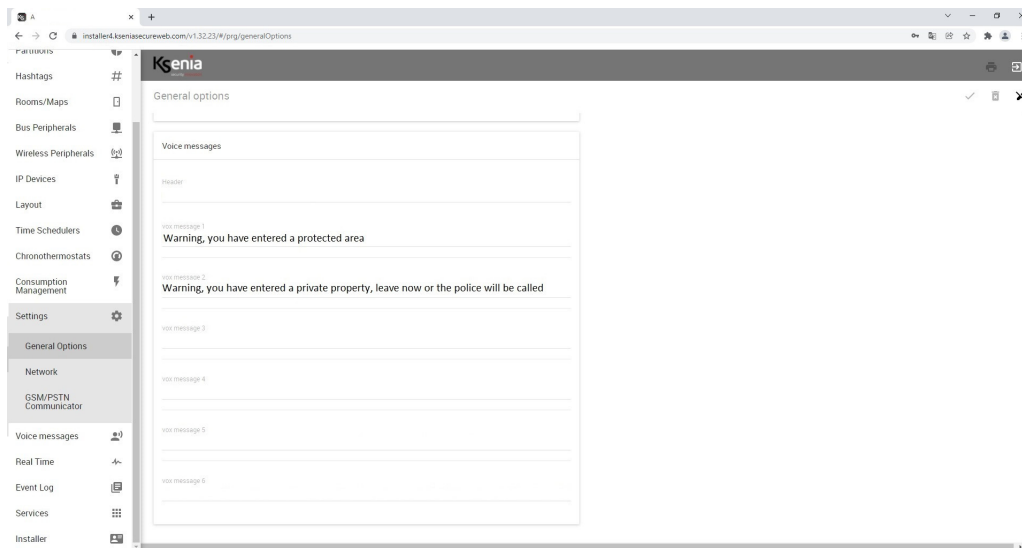 A
installer4.kseniasecureweb.com/v1.32.23/#/prg/generalOptions
Partitions
Hashtags
Rooms/Maps
Bus Peripherals
Wireless Peripherals
IP Devices
Layout
Time Schedulers
Chronothermostats
Consumption
Management
Settings
General Options
Network
GSM/PSTN
Communicator
Voice messages
Real Time
Event Log
Services
Installer
Ksenia
General options
Voice messages
Header
vox message 1
Warning, you have entered a protected area
vox message 2
Warning, you have entered a private property, leave now or the police will be called
vox message 3
vox message 4
vox message 5
vox message 6